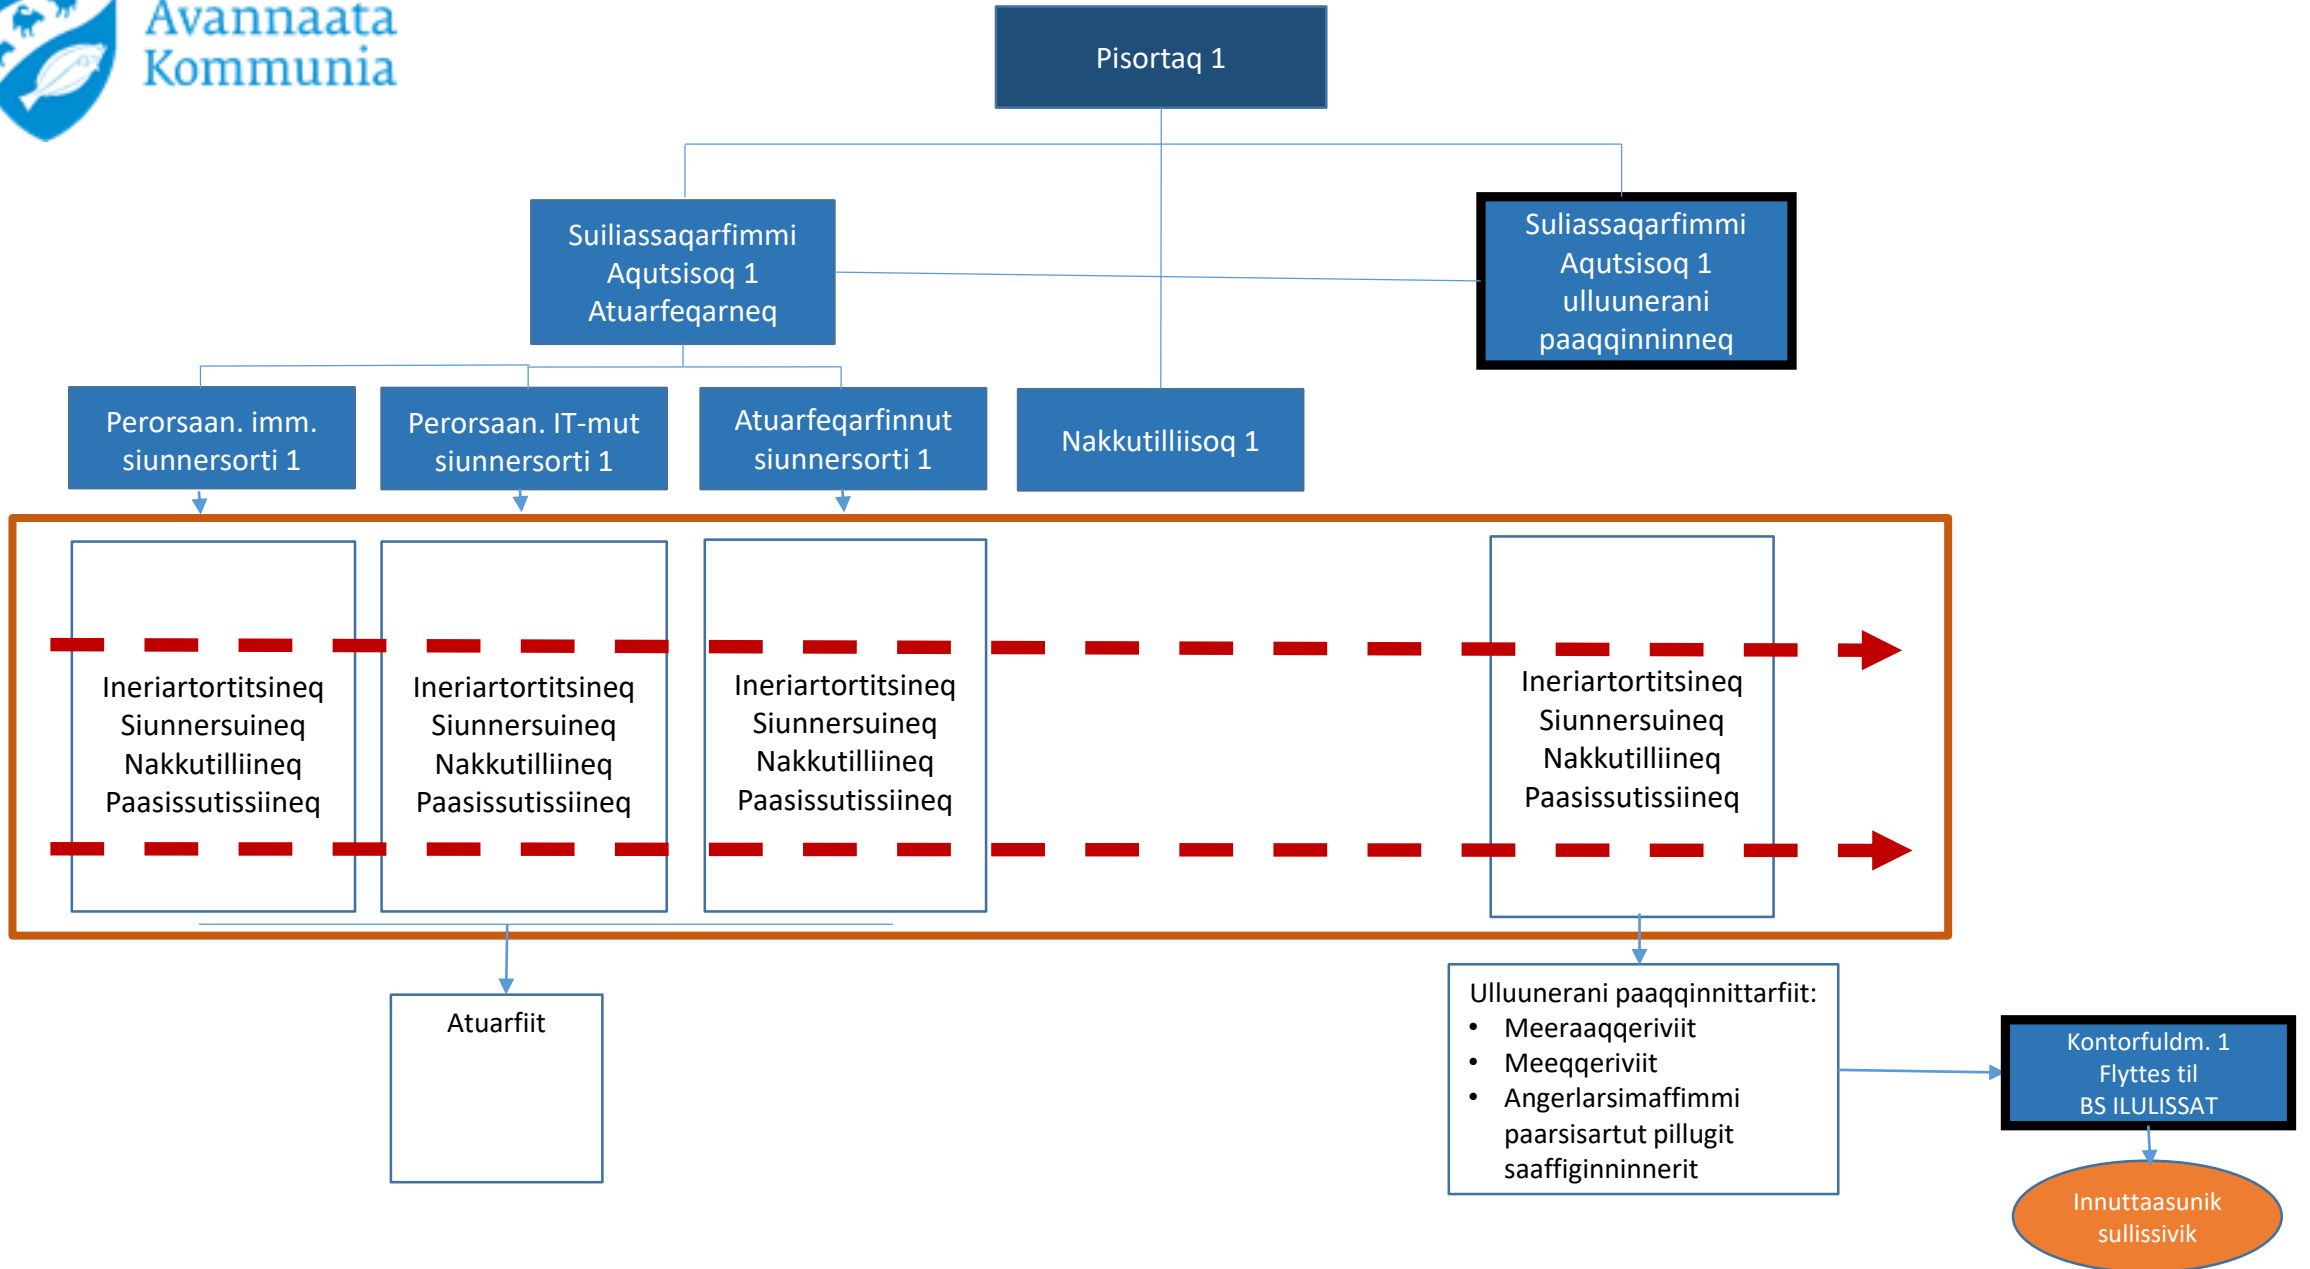 Avannaata
Kommunia
Pisortaq 1
Suiliassaqarfimmi
Aqutsisoq 1
Atuarfeqarneq
Suliassaqarfimmi
Aqutsisoq 1
ulluunerani
paaqqinninneq
Perorsaan. imm.
siunnersorti 1
Perorsaan. IT-mut
siunnersorti 1
Atuarfeqarfinnut
siunnersorti 1
Nakkutilliisoq 1
Ineriartortitsineq
Siunnersuineq
Nakkutilliineq
Paasissutissiineq
Ineriartortitsineq
Siunnersuineq
Nakkutilliineq
Paasissutissiineq
Ineriartortitsineq
Siunnersuineq
Nakkutilliineq
Paasissutissiineq
Ineriartortitsineq
Siunnersuineq
Nakkutilliineq
Paasissutissiineq
Atuarfiit
Ulluunerani paaqqinnittarfiit:
• Meeraaqqeriviit
• Meeqqeriviit
• Angerlarsimaffimmi
paarsisartut pillugit
saaffiginninnerit
Kontorfuldm. 1
Flyttes til
BS ILULISSAT
Innuttaasunik
sullissivik